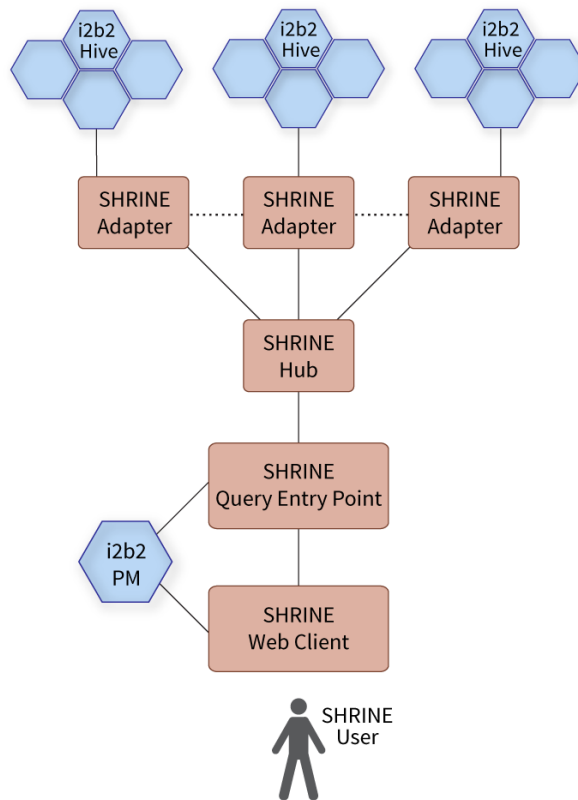 i2b2
Hive
i2b2
Hive
i2b2
Hive
SHRINE
Adapter
SHRINE
Adapter
SHRINE
Adapter
SHRINE
Hub
SHRINE
Query Entry Point
i2b2
PM
SHRINE
Web Client
SHRINE
User